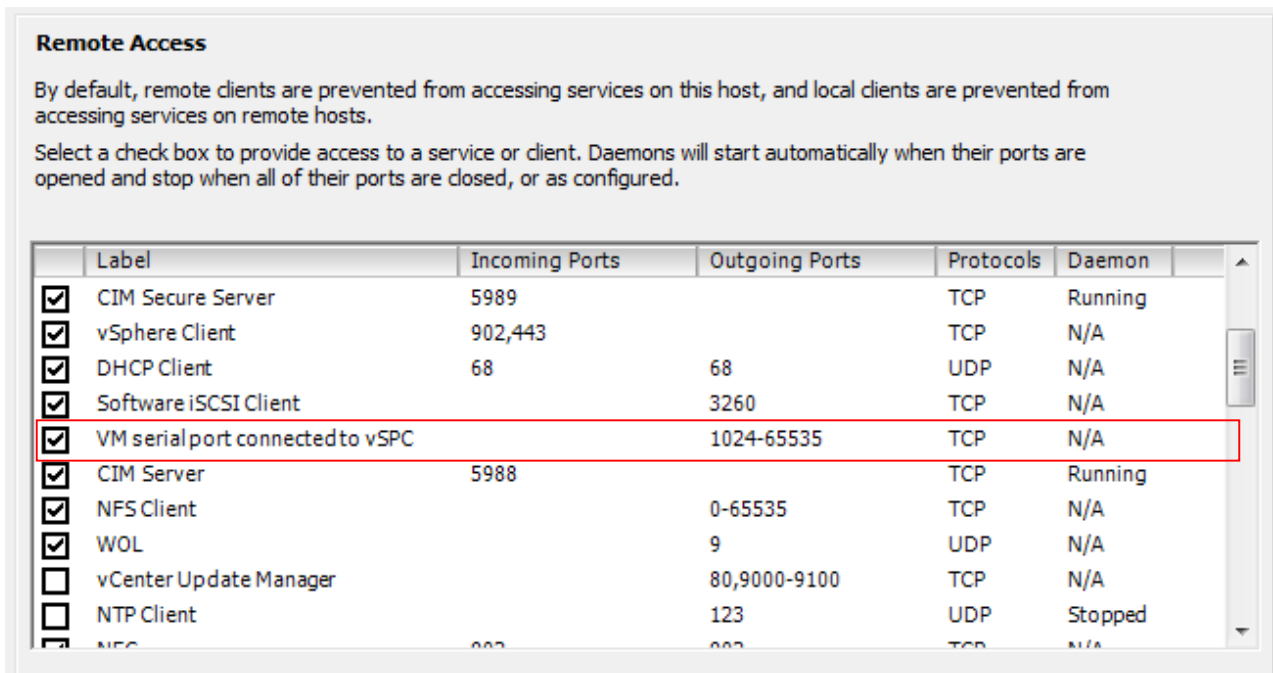 Remote Access
By default, remote clients are prevented from accessing services on this host, and local clients are prevented from
accessing services on remote hosts.
Select a check box to provide access to a service or client. Daemons will start automatically when their ports are
opened and stop when all of their ports are closed, or as configured.
Label Incoming Ports Outgoing Ports Protocols Daemon
CIM Secure Server 5989 TCP Running
vSphere Client 902,443 TCP N/A
DHCP Client 68 68 UDP N/A
Software iSCSI Client 3260 TCP N/A
VM serial port connected to vSPC 1024-65535 TCP N/A
CIM Server 5988 TCP Running
NFS Client 0-65535 TCP N/A
WOL 9 UDP N/A
vCenter Update Manager 80,9000-9100 TCP N/A
NTP Client 123 UDP Stopped